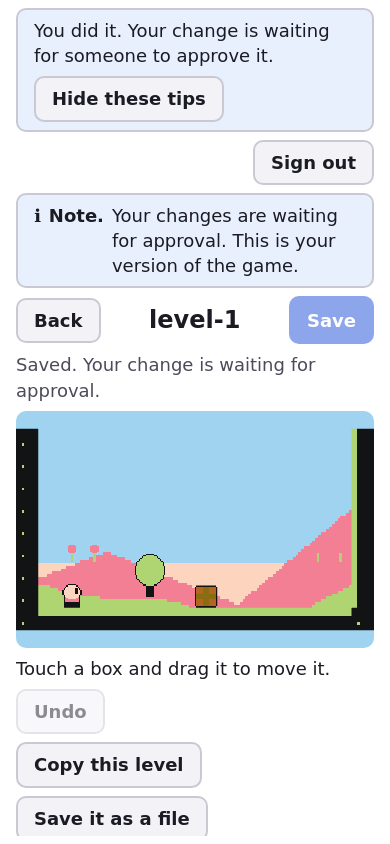 You did it. Your change is waiting
for someone to approve it.
Hide these tips
Sign out
ℹ Note. Your changes are waiting
for approval. This is your
version of the game.
Back
level-1
Save
Saved. Your change is waiting for
approval.
Touch a box and drag it to move it.
Undo
Copy this level
Save it as a file